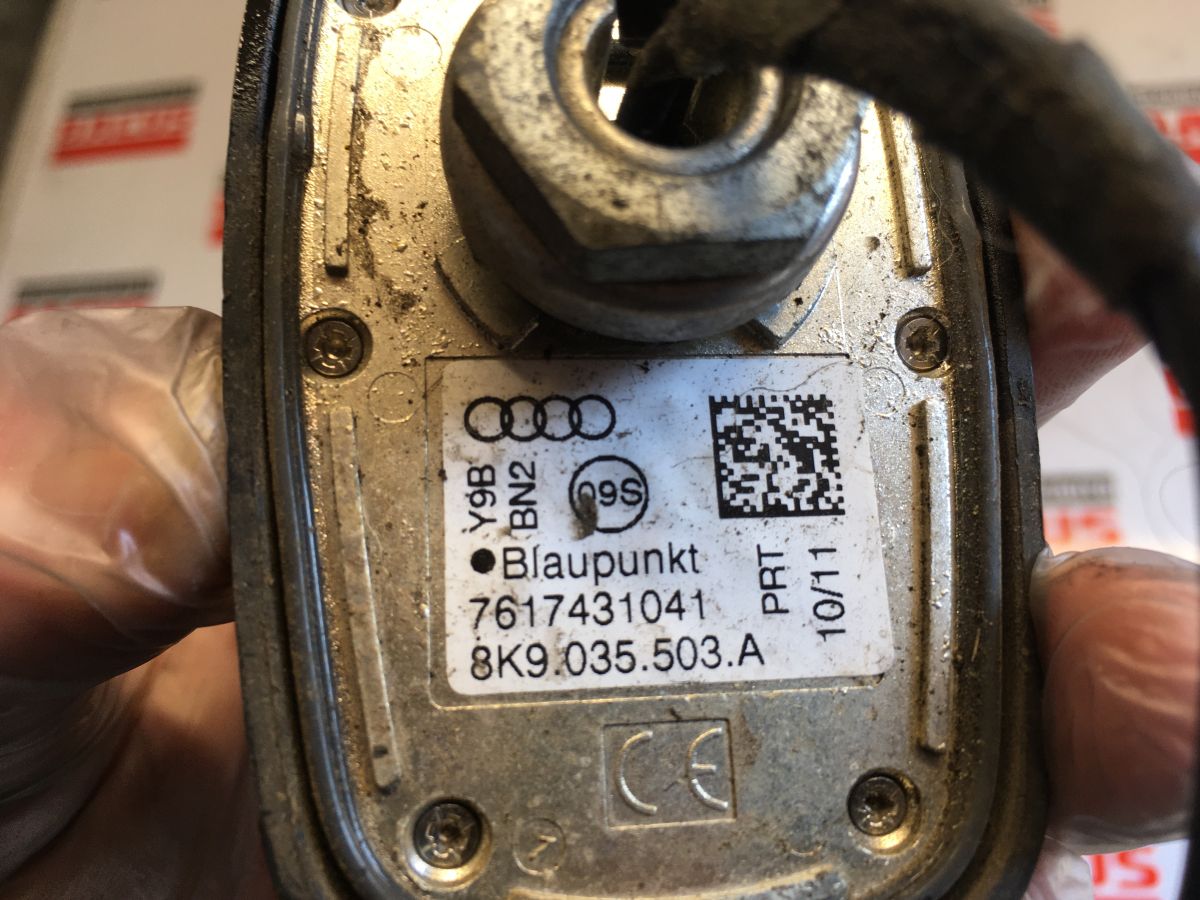 Y9B
BN2
09S
Blaupunkt
7617431041
8K9.035.503.A
PRT
10/11
CE